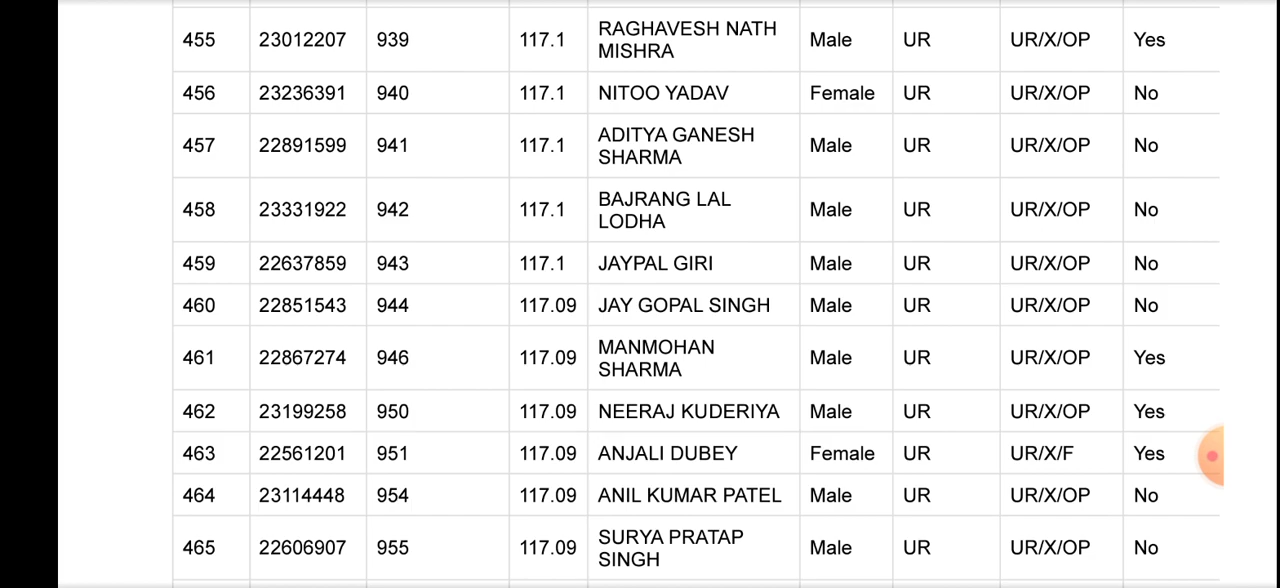 455 23012207 939 117.1 RAGHAVESH NATH MISHRA Male UR UR/X/OP Yes
456 23236391 940 117.1 NITOO YADAV Female UR UR/X/OP No
457 22891599 941 117.1 ADITYA GANESH SHARMA Male UR UR/X/OP No
458 23331922 942 117.1 BAJRANG LAL LODHA Male UR UR/X/OP No
459 22637859 943 117.1 JAYPAL GIRI Male UR UR/X/OP No
460 22851543 944 117.09 JAY GOPAL SINGH Male UR UR/X/OP No
461 22867274 946 117.09 MANMOHAN SHARMA Male UR UR/X/OP Yes
462 23199258 950 117.09 NEERAJ KUDERIYA Male UR UR/X/OP Yes
463 22561201 951 117.09 ANJALI DUBEY Female UR UR/X/F Yes
464 23114448 954 117.09 ANIL KUMAR PATEL Male UR UR/X/OP No
465 22606907 955 117.09 SURYA PRATAP SINGH Male UR UR/X/OP No